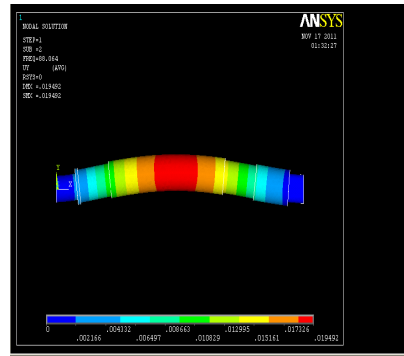 1
NODAL SOLUTION
STEP=1
SUB =2
FREQ=88.064
UY (AVG)
RSYS=0
DMX =.019492
SMX =.019492
ANSYS
NOV 17 2011
01:32:27
Y
X
0 .004332 .008663 .012995 .017326
.002166 .006497 .010829 .015161 .019492